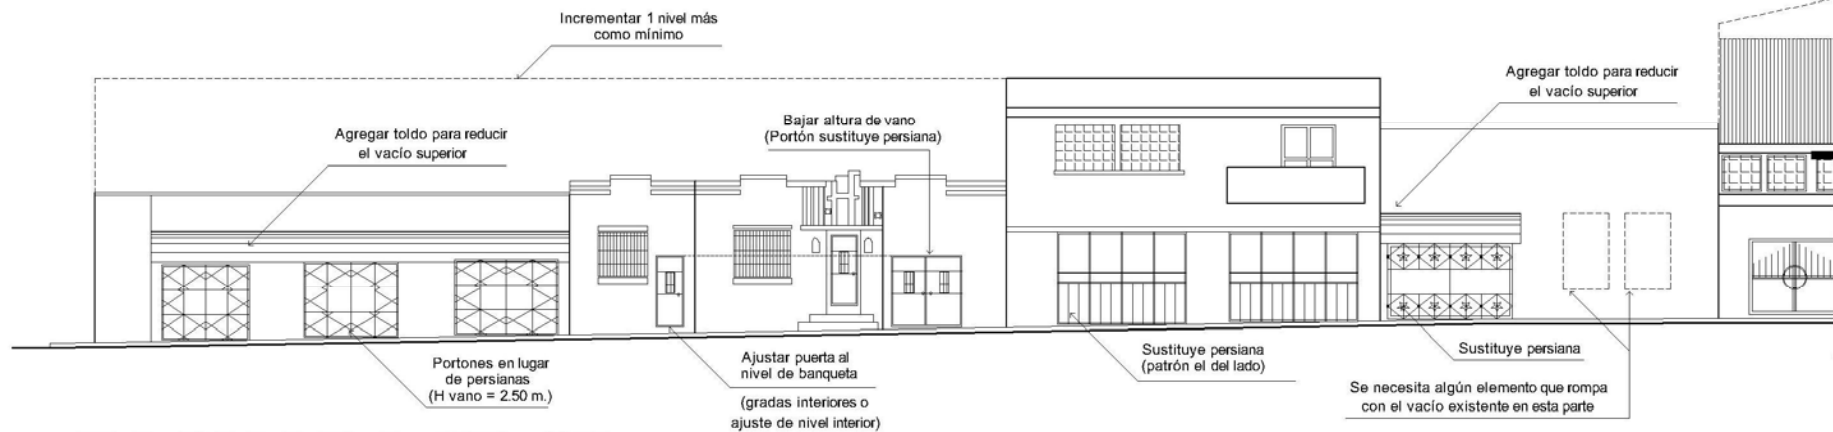 Incrementar 1 nivel más
como mínimo
Agregar toldo para reducir
el vacío superior
Bajar altura de vano
(Portón sustituye persiana)
Agregar toldo para reducir
el vacío superior
Portones en lugar
de persianas
(H vano = 2.50 m.)
Ajustar puerta al
nivel de banqueta
(gradas interiores o
ajuste de nivel interior)
Sustituye persiana
(patrón el del lado)
Sustituye persiana
Se necesita algún elemento que rompa
con el vacío existente en esta parte